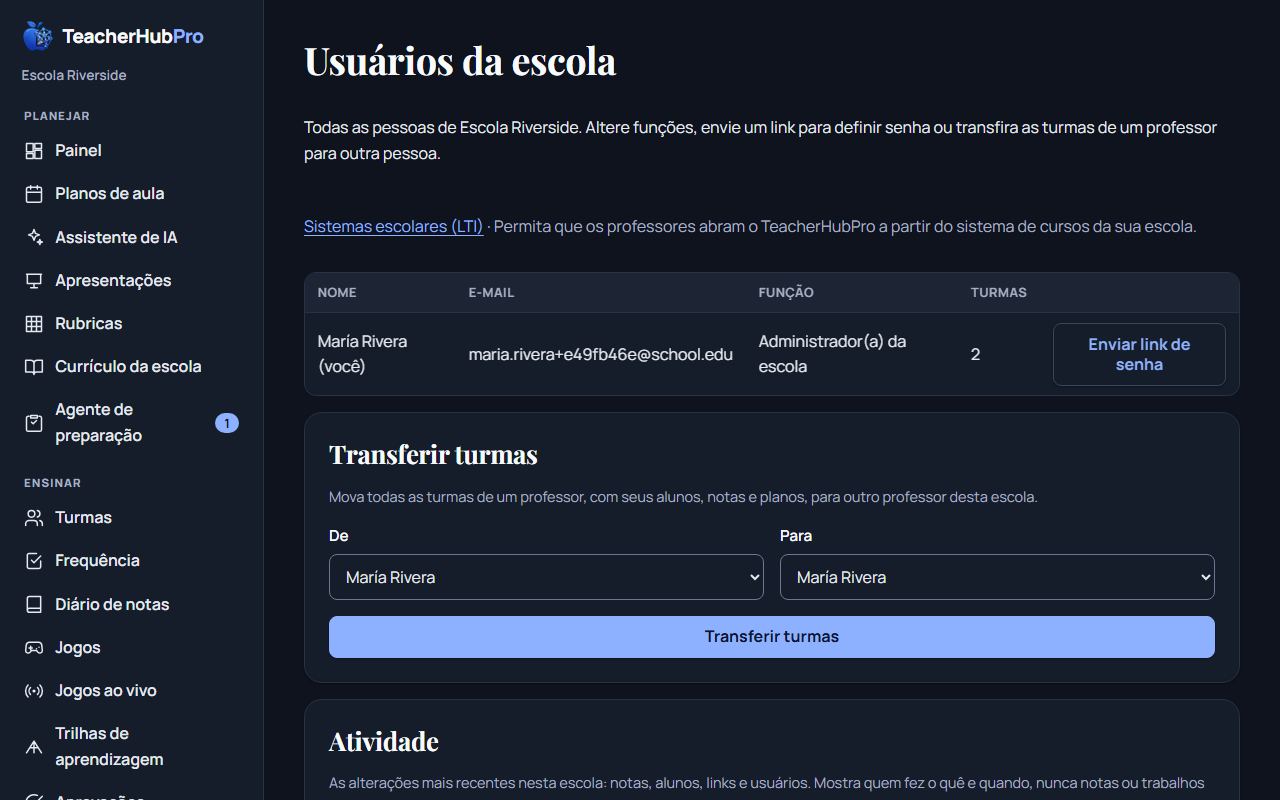 TeacherHubPro
Escola Riverside
PLANEJAR
Painel
Planos de aula
Assistente de IA
Apresentações
Rubricas
Currículo da escola
Agente de
preparação
1
ENSINAR
Turmas
Frequência
Diário de notas
Jogos
Jogos ao vivo
Trilhas de
aprendizagem
Usuários da escola
Todas as pessoas de Escola Riverside. Altere funções, envie um link para definir senha ou transfira as turmas de um professor
para outra pessoa.
Sistemas escolares (LTI) · Permita que os professores abram o TeacherHubPro a partir do sistema de cursos da sua escola.
NOME E-MAIL FUNÇÃO TURMAS
María Rivera
(você)
maria.rivera+e49fb46e@school.edu
Administrador(a) da
escola
2
Enviar link de
senha
Transferir turmas
Mova todas as turmas de um professor, com seus alunos, notas e planos, para outro professor desta escola.
De Para
María Rivera María Rivera
Transferir turmas
Atividade
As alterações mais recentes nesta escola: notas, alunos, links e usuários. Mostra quem fez o quê e quando, nunca notas ou trabalhos